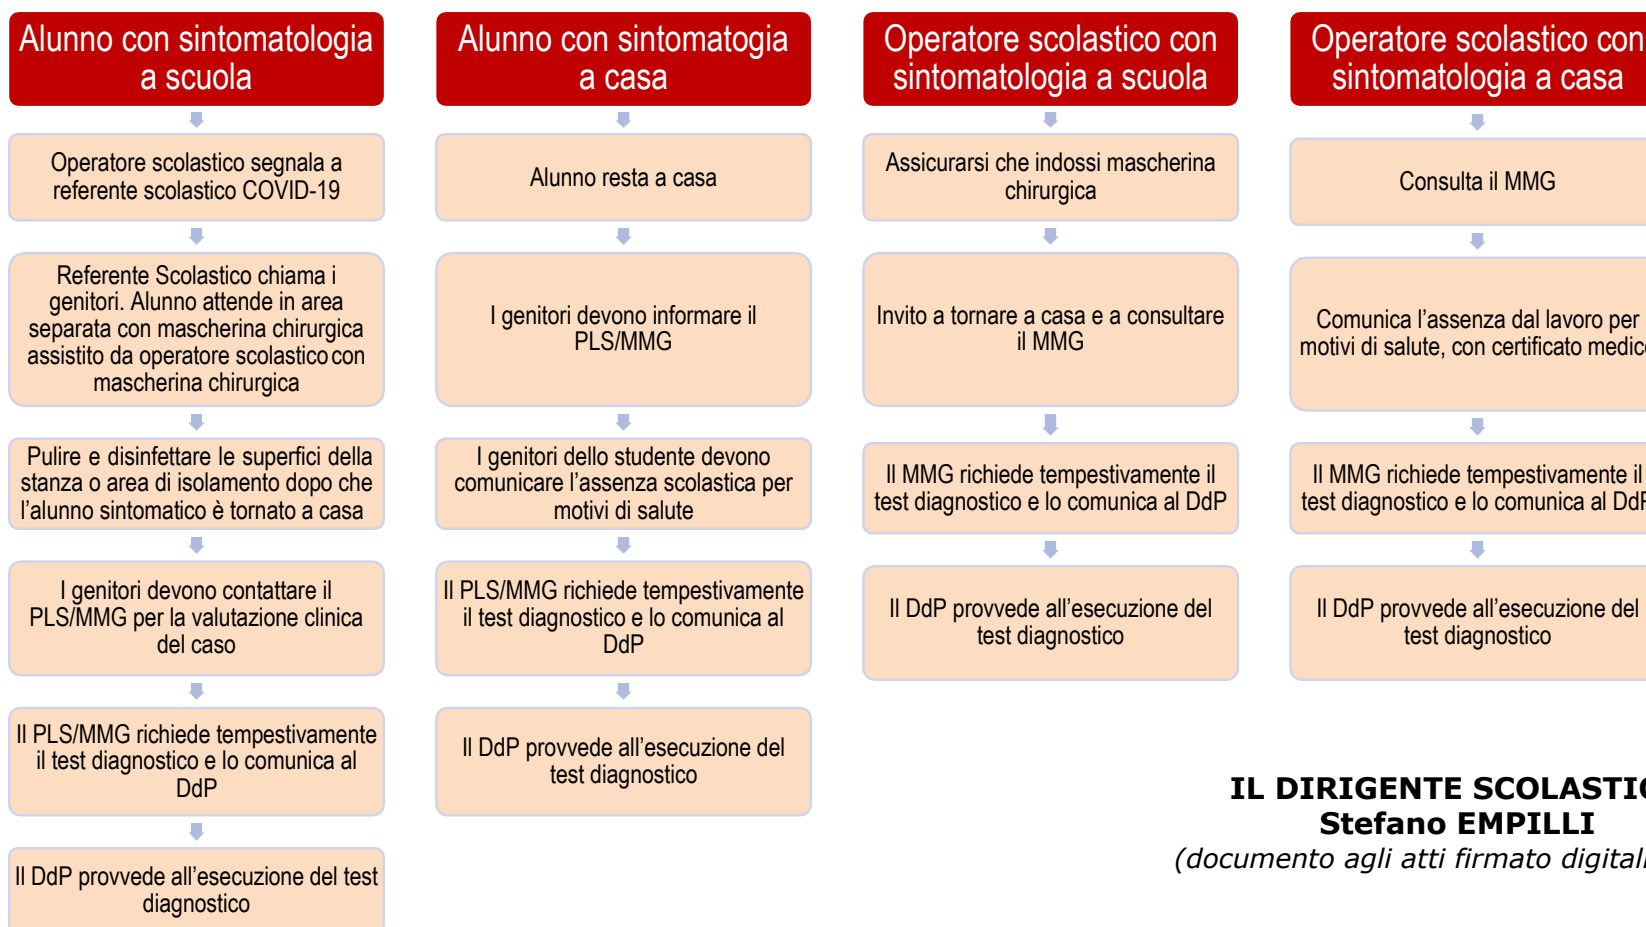 Alunno con sintomatologia
a scuola
Operatore scolastico segnala a
referente scolastico COVID-19
Referente Scolastico chiama i
genitori. Alunno attende in area
separata con mascherina chirurgica
assistito da operatore scolastico con
mascherina chirurgica
Pulire e disinfettare le superfici della
stanza o area di isolamento dopo che
l’alunno sintomatico è tornato a casa
I genitori devono contattare il
PLS/MMG per la valutazione clinica
del caso
Il PLS/MMG richiede tempestivamente
il test diagnostico e lo comunica al
DdP
Il DdP provvede all’esecuzione del test
diagnostico
Alunno con sintomatogia
a casa
Alunno resta a casa
I genitori devono informare il
PLS/MMG
I genitori dello studente devono
comunicare l’assenza scolastica per
motivi di salute
Il PLS/MMG richiede tempestivamente
il test diagnostico e lo comunica al
DdP
Il DdP provvede all’esecuzione del
test diagnostico
Operatore scolastico con
sintomatologia a scuola
Assicurarsi che indossi mascherina
chirurgica
Invito a tornare a casa e a consultare
il MMG
Il MMG richiede tempestivamente il
test diagnostico e lo comunica al DdP
Il DdP provvede all’esecuzione del
test diagnostico
Operatore scolastico con
sintomatologia a casa
Consulta il MMG
Comunica l’assenza dal lavoro per
motivi di salute, con certificato medico
Il MMG richiede tempestivamente il
test diagnostico e lo comunica al DdP
Il DdP provvede all’esecuzione del
test diagnostico
IL DIRIGENTE
Stefano EMPILLI
(documento agli atti firmato